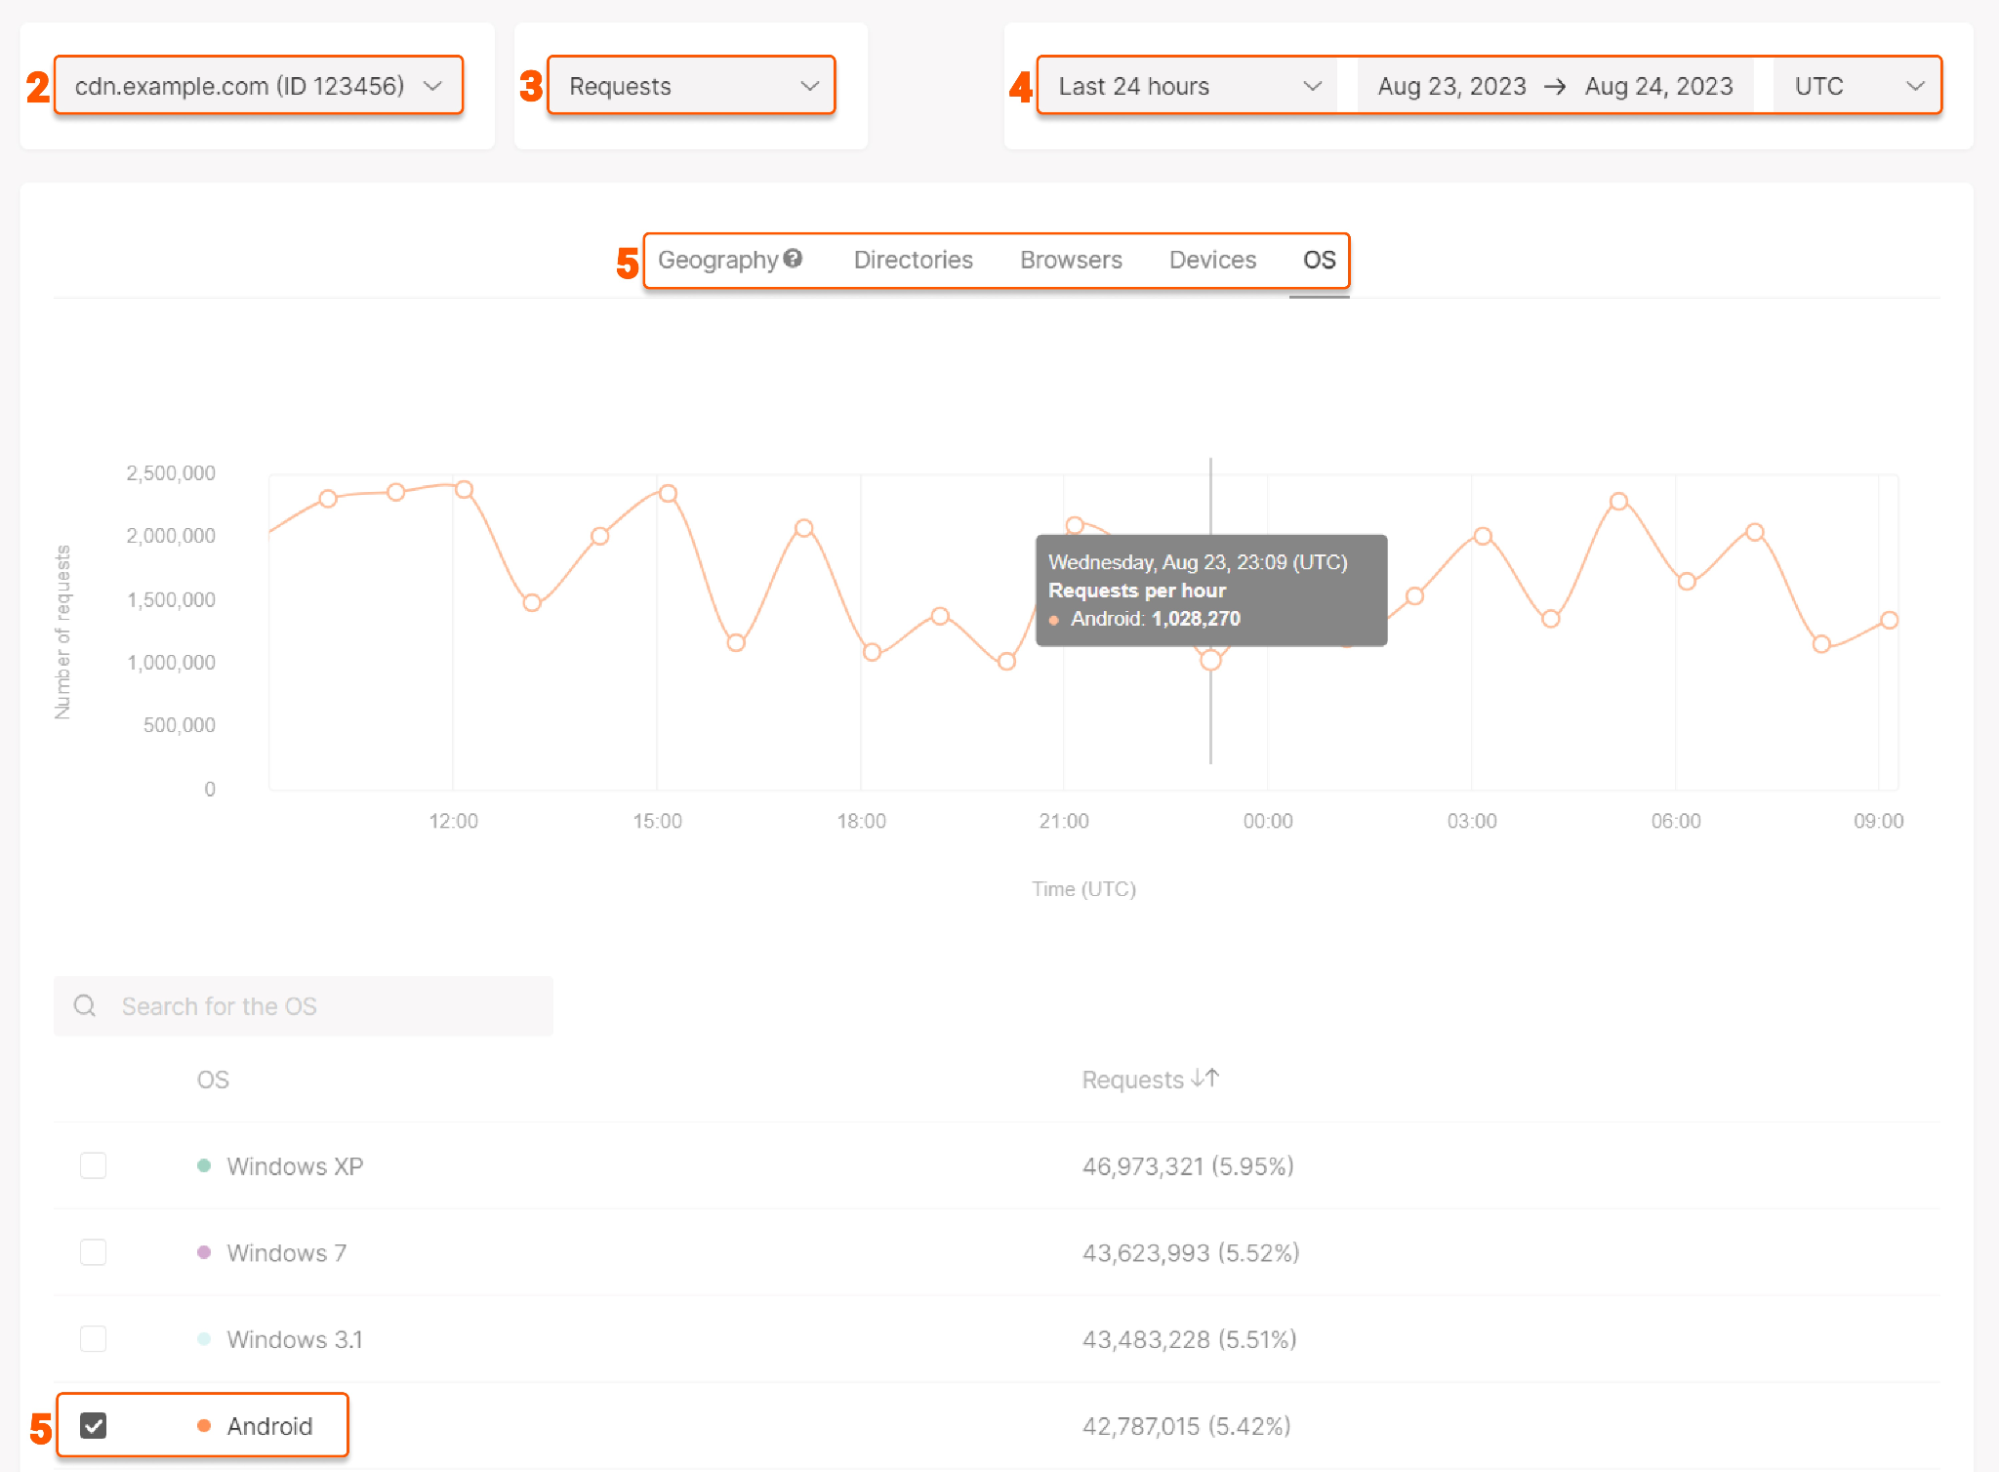 2 cdn.example.com (ID 123456) 3 Requests 4 Last 24 hours Aug 23, 2023 → Aug 24, 2023 UTC
5 Geography ? Directories Browsers Devices OS
Number of requests
2,500,000
2,000,000
1,500,000
1,000,000
500,000
0
Wednesday, Aug 23, 23:09 (UTC)
Requests per hour
Android: 1,028,270
12:00 15:00 18:00 21:00 00:00 03:00 06:00 09:00
Time (UTC)
Search for the OS
OS Requests ↓↑
Windows XP 46,973,321 (5.95%)
Windows 7 43,623,993 (5.52%)
Windows 3.1 43,483,228 (5.51%)
5 Android 42,787,015 (5.42%)